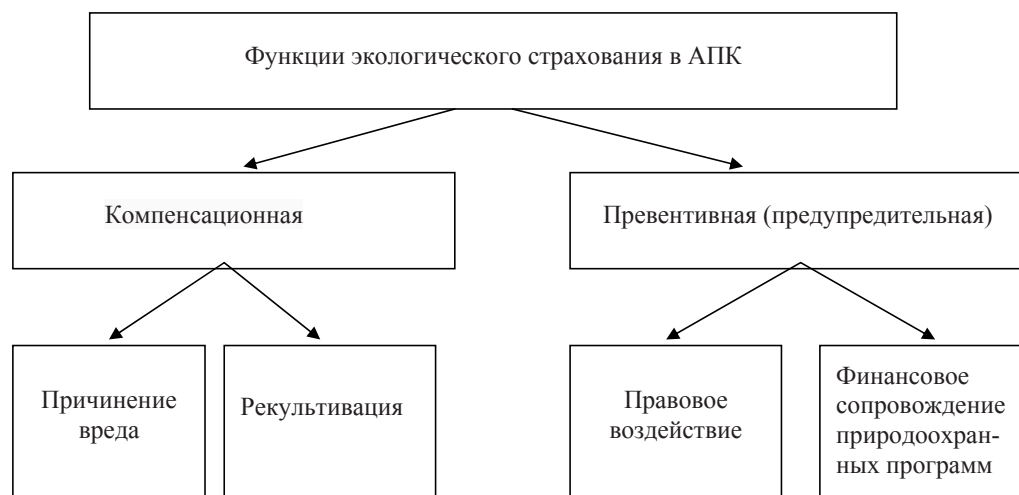 Функции экологического страхования в АПК
Компенсационная
Превентивная (предупредительная)
Причинение
вреда
Рекультивация
Правовое
воздействие
Финансовое
сопровождение
природоохран-
ных программ